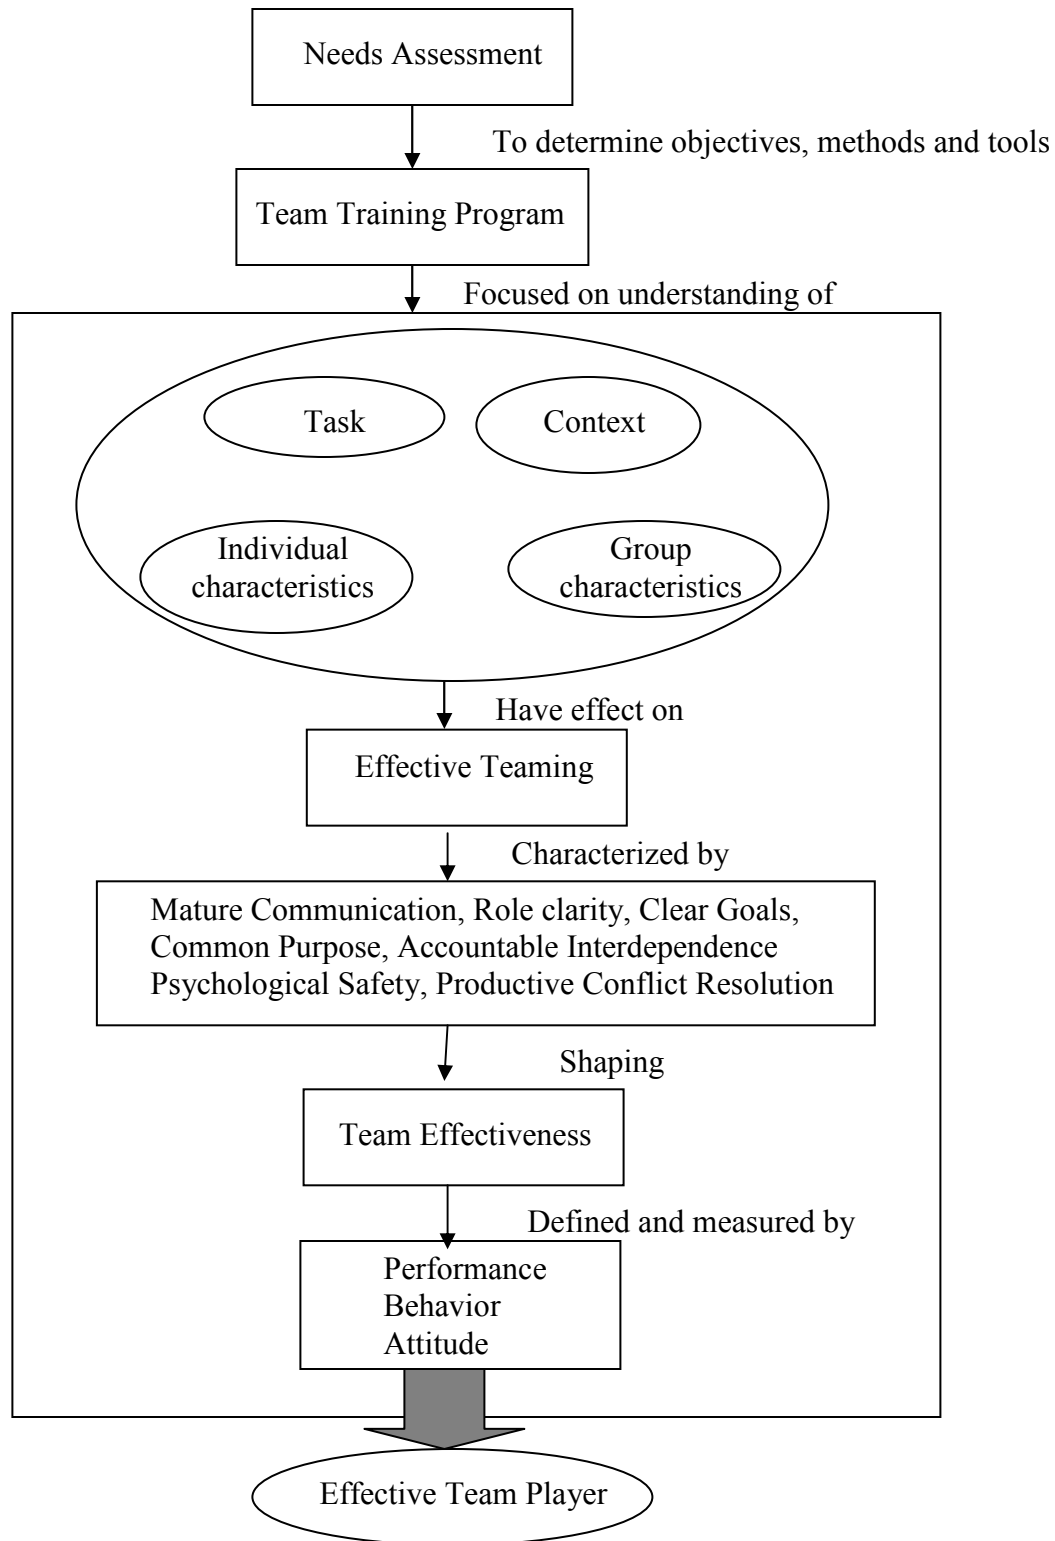 Needs Assessment
To determine objectives, methods and tools
Team Training Program
Focused on understanding of
Task
Context
Individual
characteristics
Group
characteristics
Have effect on
Effective Teaming
Characterized by
Mature Communication, Role clarity, Clear Goals,
Common Purpose, Accountable Interdependence
Psychological Safety, Productive Conflict Resolution
Shaping
Team Effectiveness
Defined and measured by
Performance
Behavior
Attitude
Effective Team Player